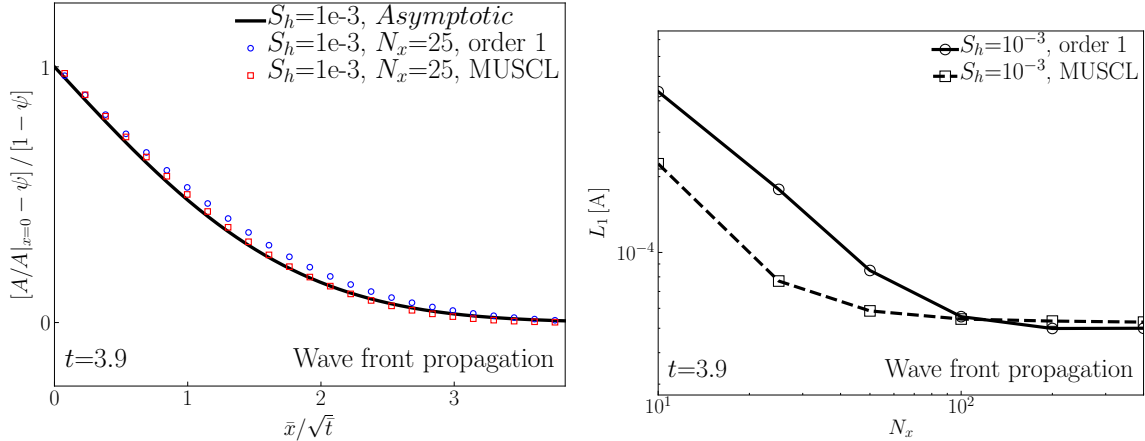 S_h=1e-3, Asymptotic
S_h=1e-3, N_x=25, order 1
S_h=1e-3, N_x=25, MUSCL
1
0
[A/A|_{x=0} − ψ] / [1 − ψ]
t=3.9
Wave front propagation
0 1 2 3
x̄/√t̄
S_h=10^{-3}, order 1
S_h=10^{-3}, MUSCL
L_1 [A]
10^{-4}
t=3.9
Wave front propagation
10^1 10^2
N_x